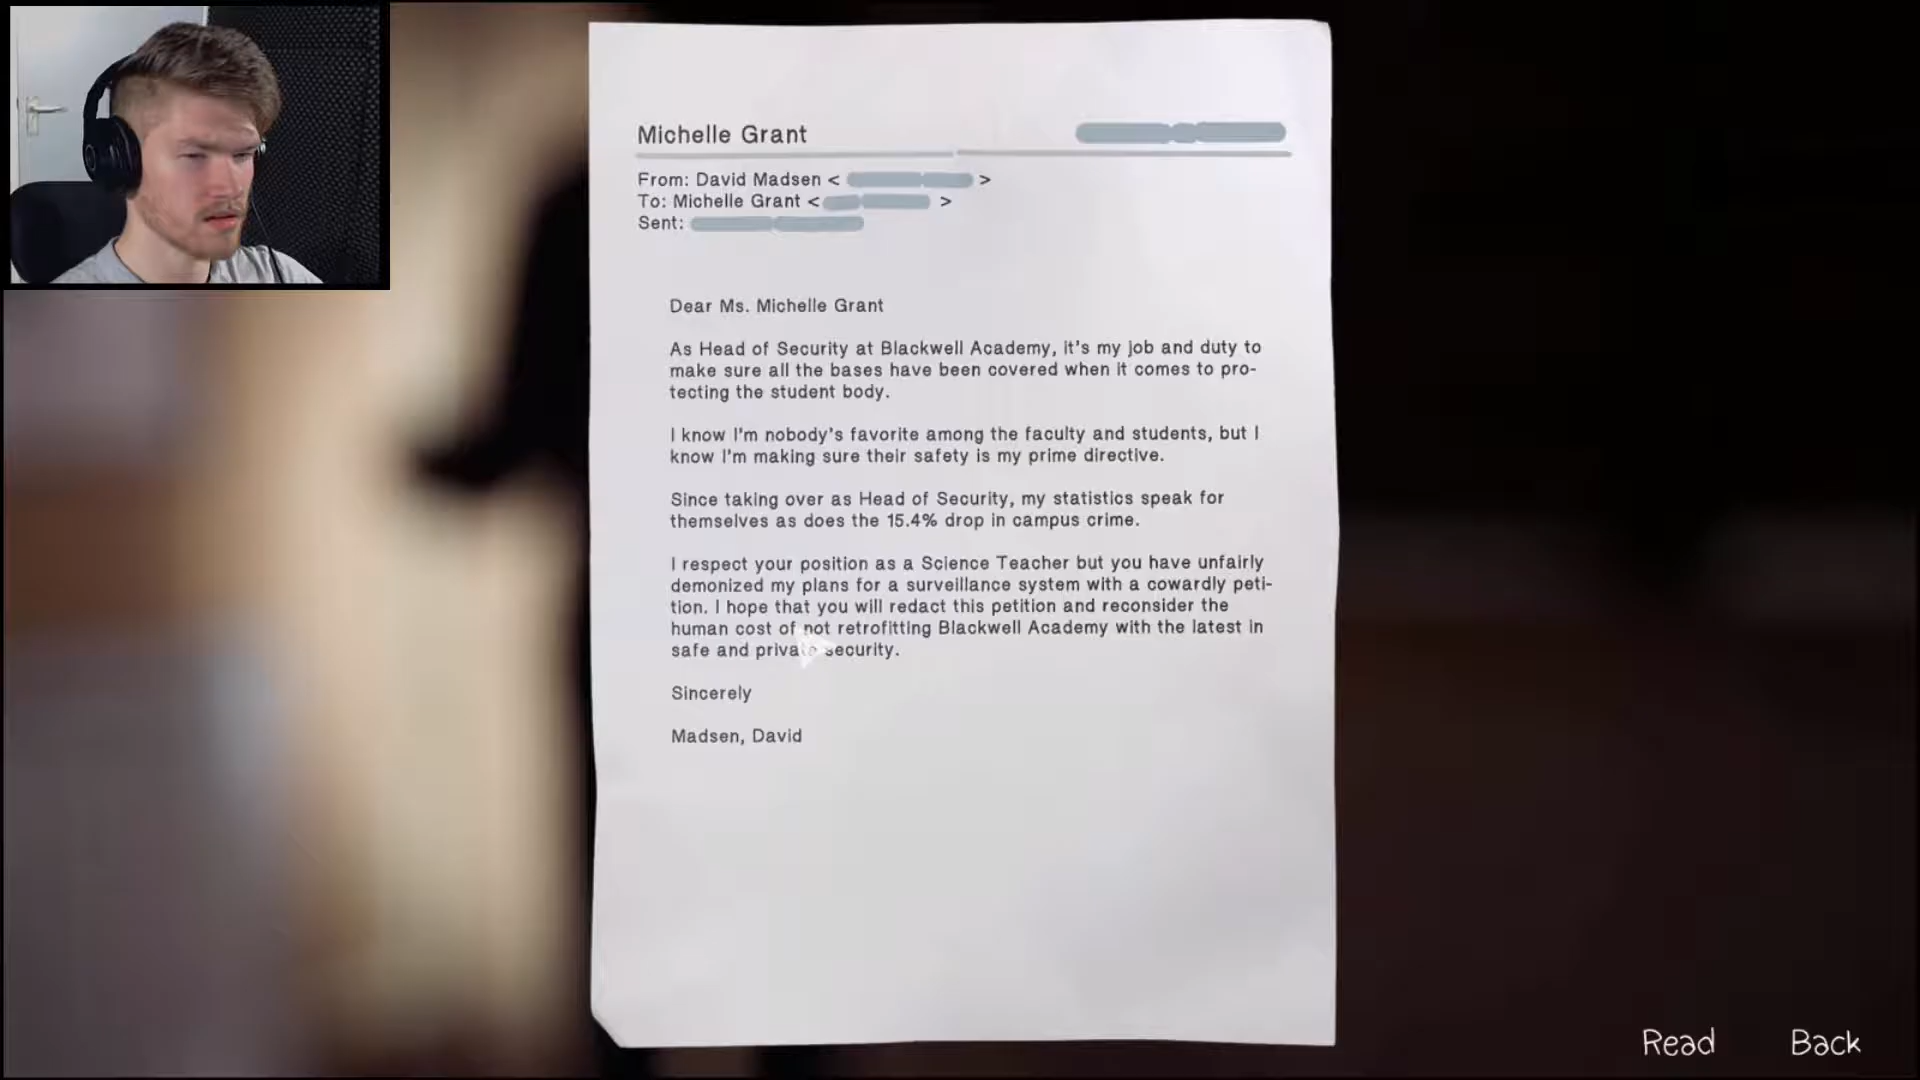 Michelle Grant
From: David Madsen < >
To: Michelle Grant < >
Sent:
Dear Ms. Michelle Grant
As Head of Security at Blackwell Academy, it's my job and duty to
make sure all the bases have been covered when it comes to pro-
tecting the student body.
I know I'm nobody's favorite among the faculty and students, but I
know I'm making sure their safety is my prime directive.
Since taking over as Head of Security, my statistics speak for
themselves as does the 15.4% drop in campus crime.
I respect your position as a Science Teacher but you have unfairly
demonized my plans for a surveillance system with a cowardly peti-
tion. I hope that you will redact this petition and reconsider the
human cost of not retrofitting Blackwell Academy with the latest in
safe and private security.
Sincerely
Madsen, David
Read Back